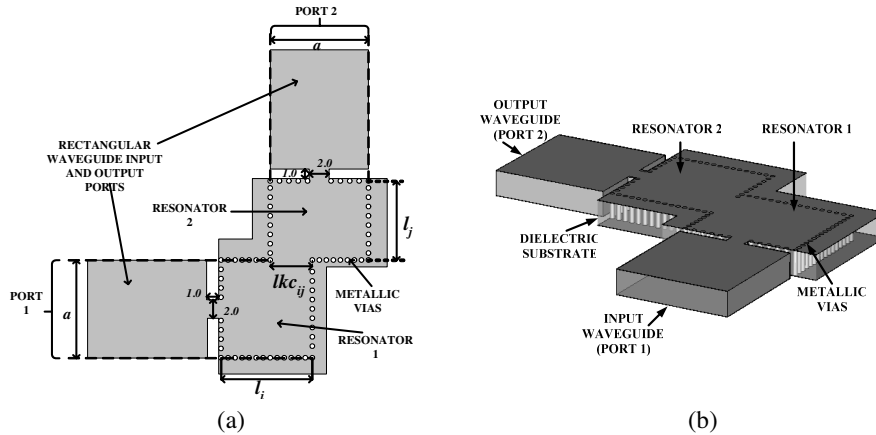 PORT 2
a
RECTANGULAR
WAVEGUIDE INPUT
AND OUTPUT
PORTS
1.0
2.0
RESONATOR
2
l_j
lkc_ij
METALLIC
VIAS
PORT
1
a
1.0
2.0
RESONATOR
1
l_i
(a)
OUTPUT
WAVEGUIDE
(PORT 2)
RESONATOR 2
RESONATOR 1
DIELECTRIC
SUBSTRATE
INPUT
WAVEGUIDE
(PORT 1)
METALLIC
VIAS
(b)